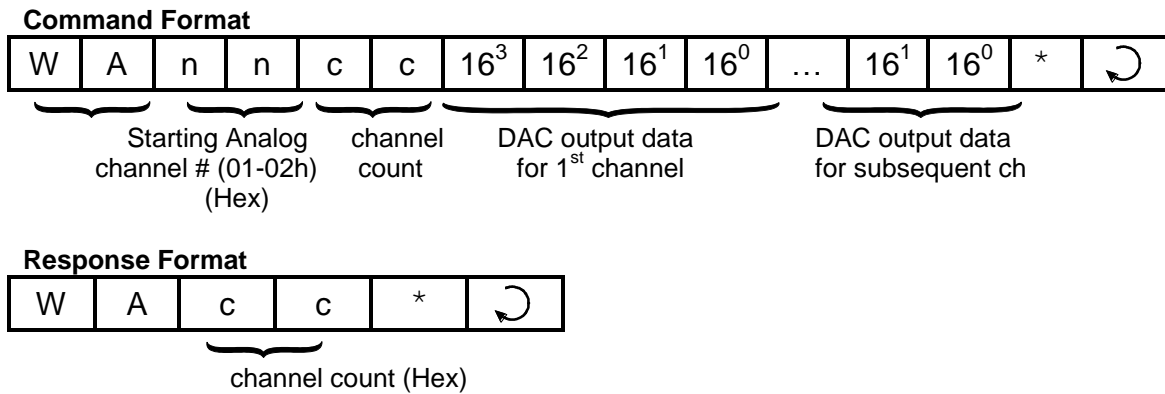 Command Format
W A n n c c 16³ 16² 16¹ 16⁰ … 16¹ 16⁰ *
Starting Analog
channel # (01-02h)
(Hex)
channel
count
DAC output data
for 1st channel
DAC output data
for subsequent ch
Response Format
W A c c *
channel count (Hex)